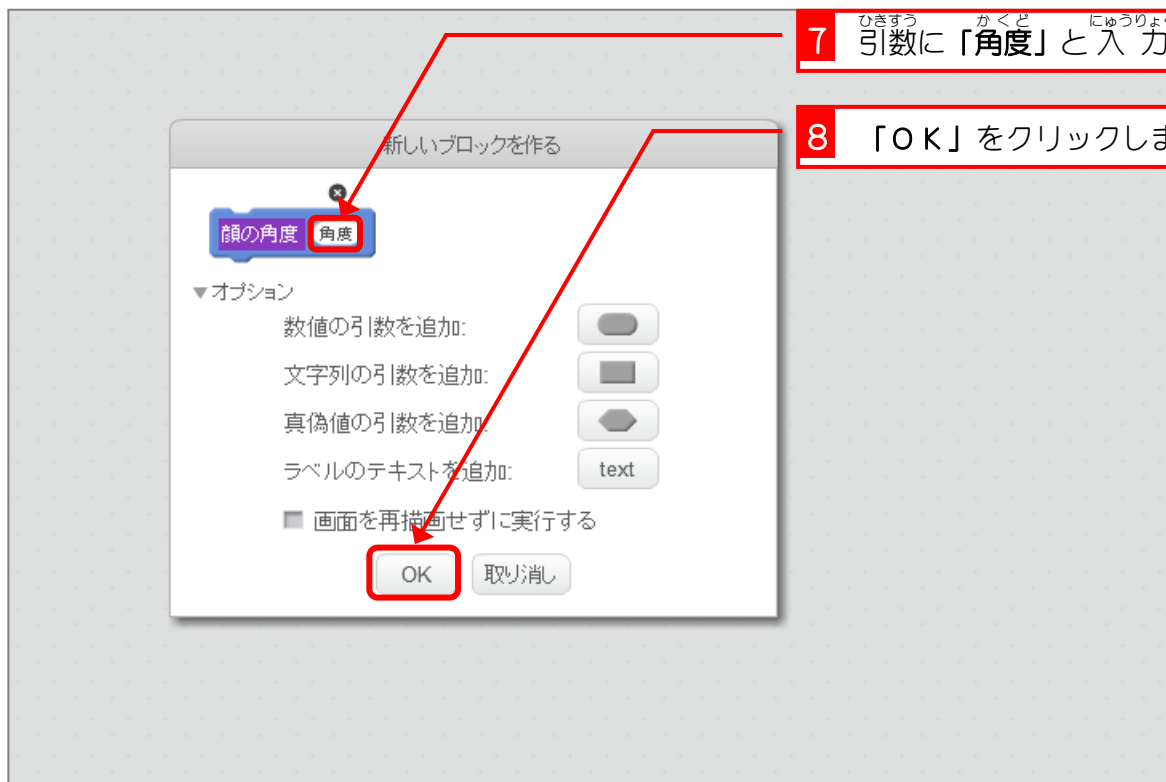 7 引数に「角度」と入力
ひきすう かくど にゅうりょ
8 「OK」をクリックしま
新しいブロックを作る
顔の角度 角度
▼オプション
数値の引数を追加:
文字列の引数を追加:
真偽値の引数を追加:
ラベルのテキストを追加: text
画面を再描画せずに実行する
OK 取り消し